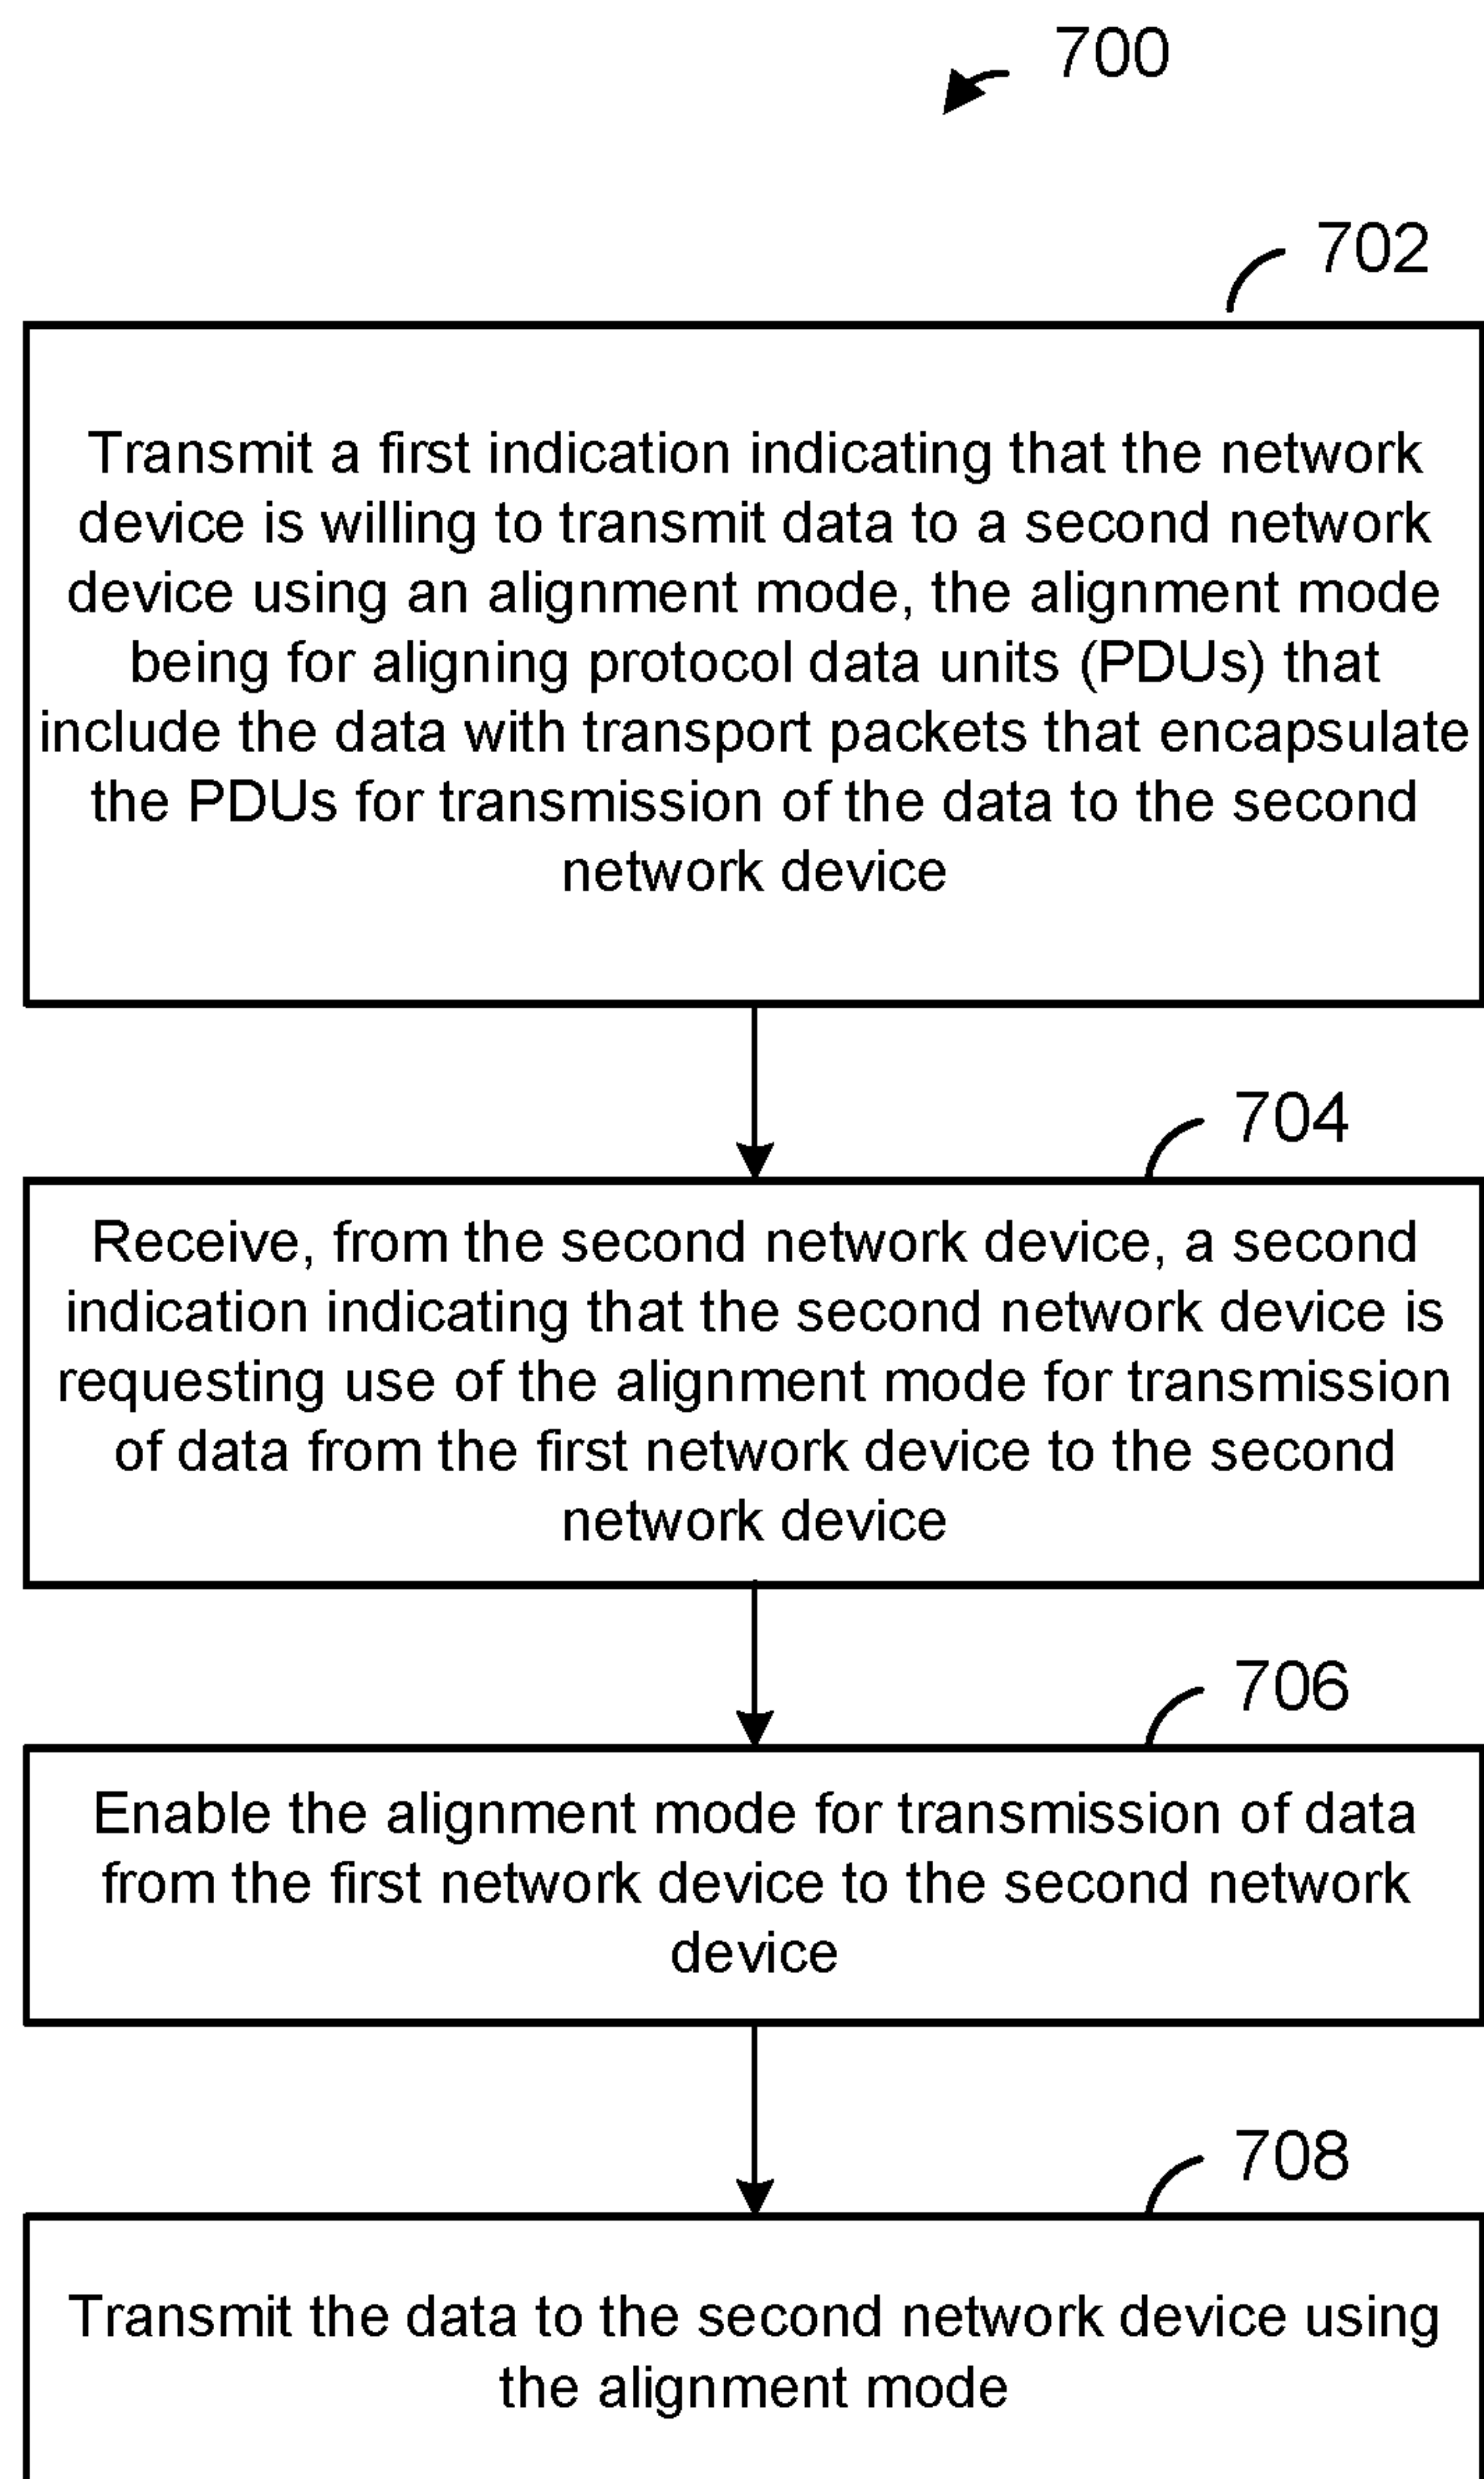 700
702
Transmit a first indication indicating that the network
device is willing to transmit data to a second network
device using an alignment mode, the alignment mode
being for aligning protocol data units (PDUs) that
include the data with transport packets that encapsulate
the PDUs for transmission of the data to the second
network device
704
Receive, from the second network device, a second
indication indicating that the second network device is
requesting use of the alignment mode for transmission
of data from the first network device to the second
network device
706
Enable the alignment mode for transmission of data
from the first network device to the second network
device
708
Transmit the data to the second network device using
the alignment mode